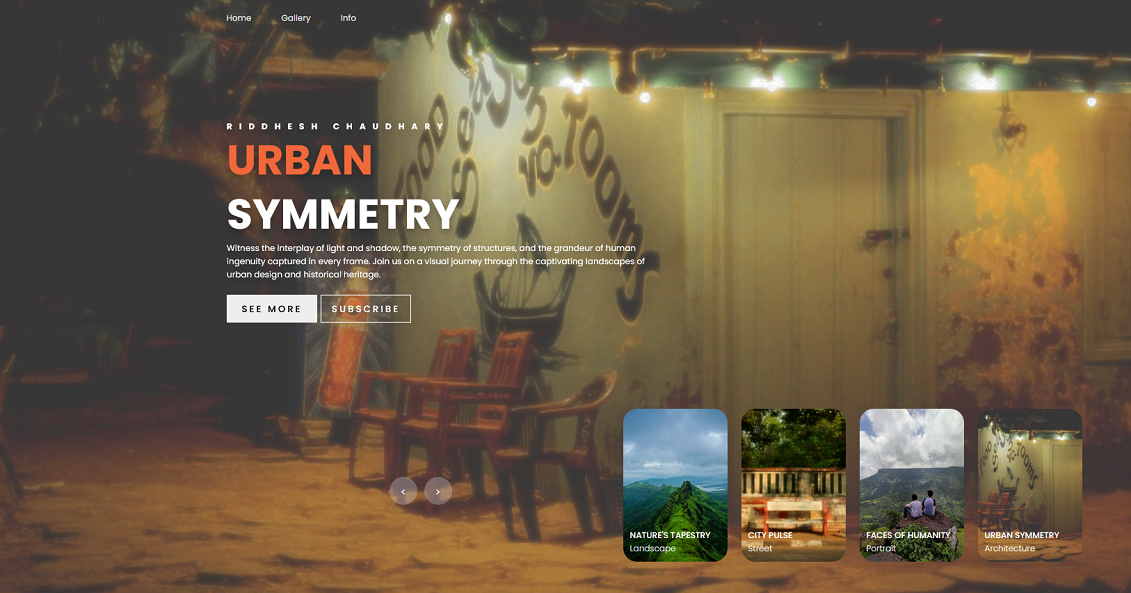 Home Gallery Info
RIDDHESH CHAUDHARY
URBAN
SYMMETRY
Witness the interplay of light and shadow, the symmetry of structures, and the grandeur of human
ingenuity captured in every frame. Join us on a visual journey through the captivating landscapes of
urban design and historical heritage.
SEE MORE SUBSCRIBE
< >
NATURE'S TAPESTRY
Landscape
CITY PULSE
Street
FACES OF HUMANITY
Portrait
URBAN SYMMETRY
Architecture